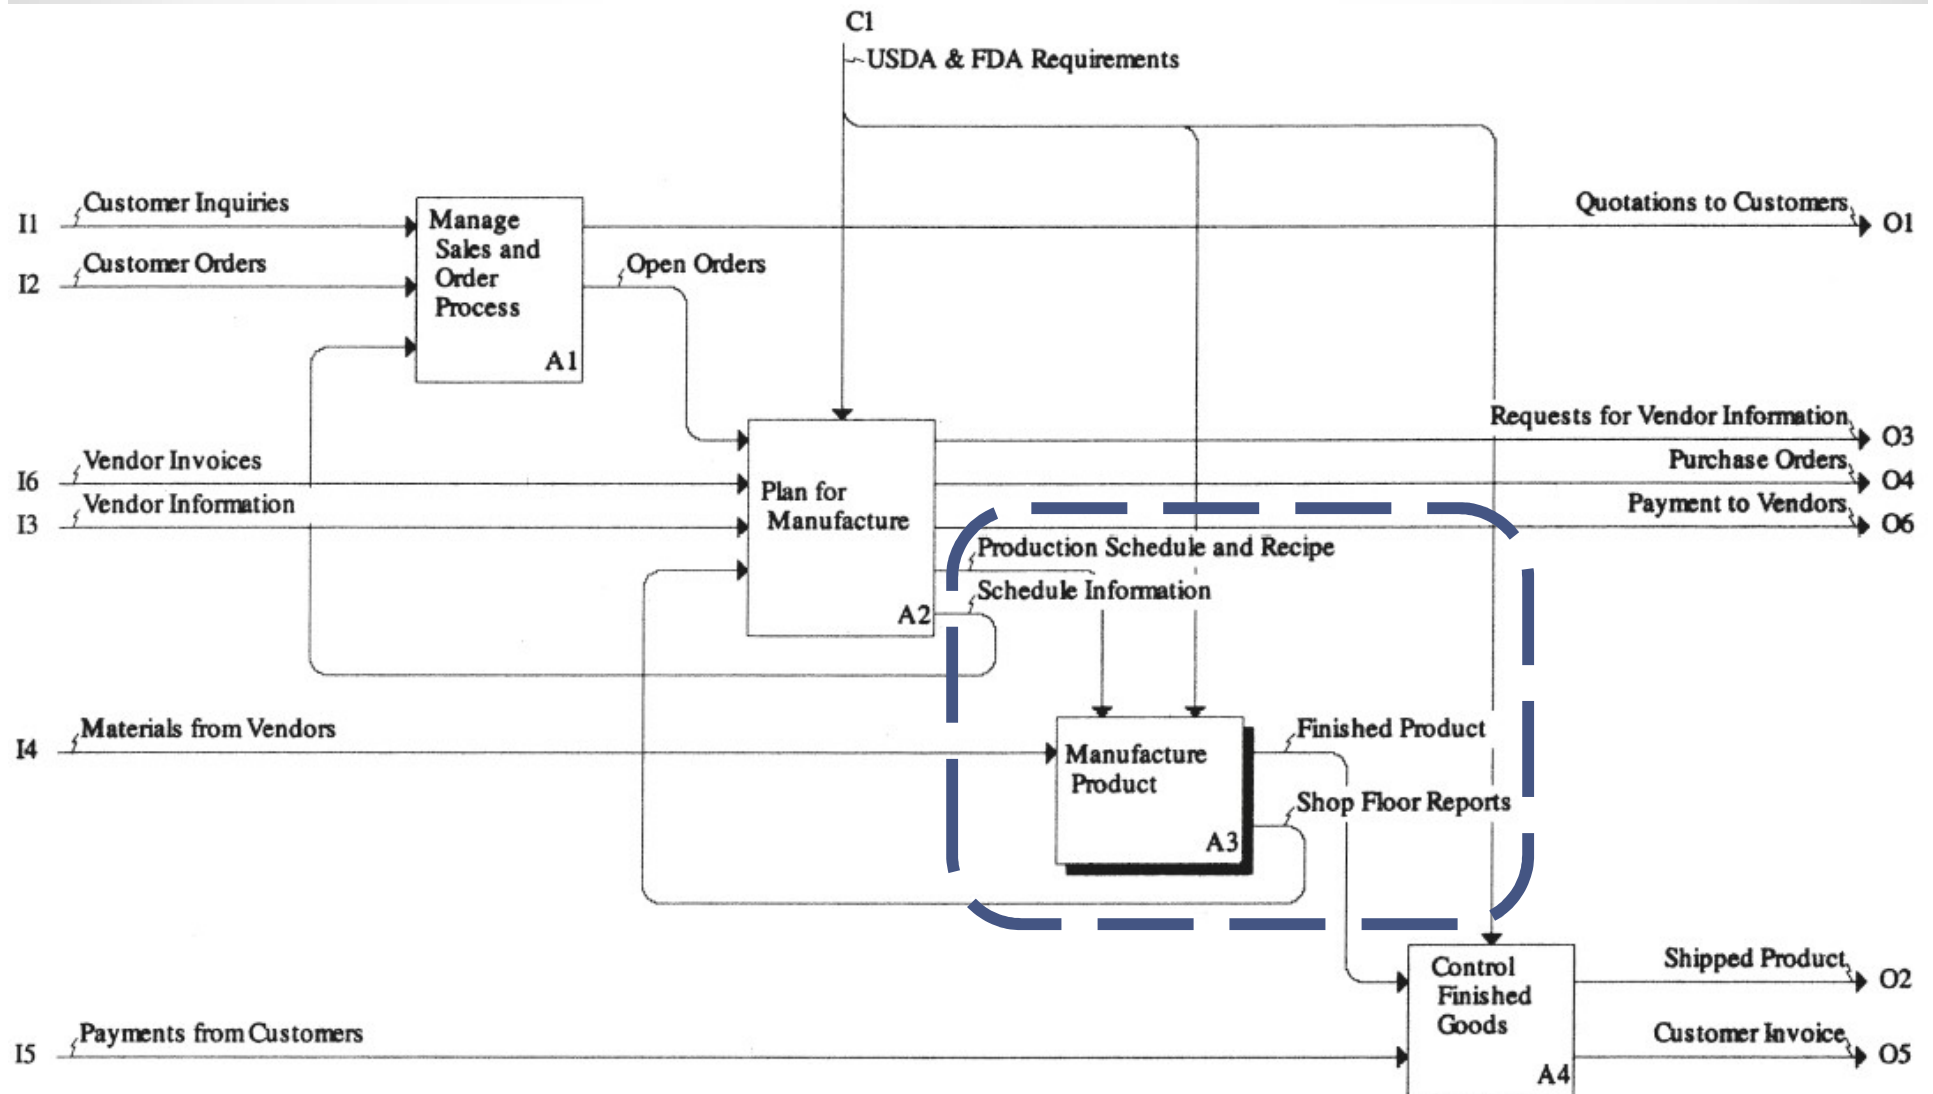 C1
USDA & FDA Requirements
I1
Customer Inquiries
I2
Customer Orders
Manage
Sales and
Order
Process
A1
Open Orders
Quotations to Customers
O1
I6
Vendor Invoices
I3
Vendor Information
Plan for
Manufacture
A2
Requests for Vendor Information
O3
Purchase Orders
O4
Payment to Vendors
O6
Production Schedule and Recipe
Schedule Information
I4
Materials from Vendors
Manufacture
Product
A3
Finished Product
Shop Floor Reports
I5
Payments from Customers
Control
Finished
Goods
A4
Shipped Product
O2
Customer Invoice
O5